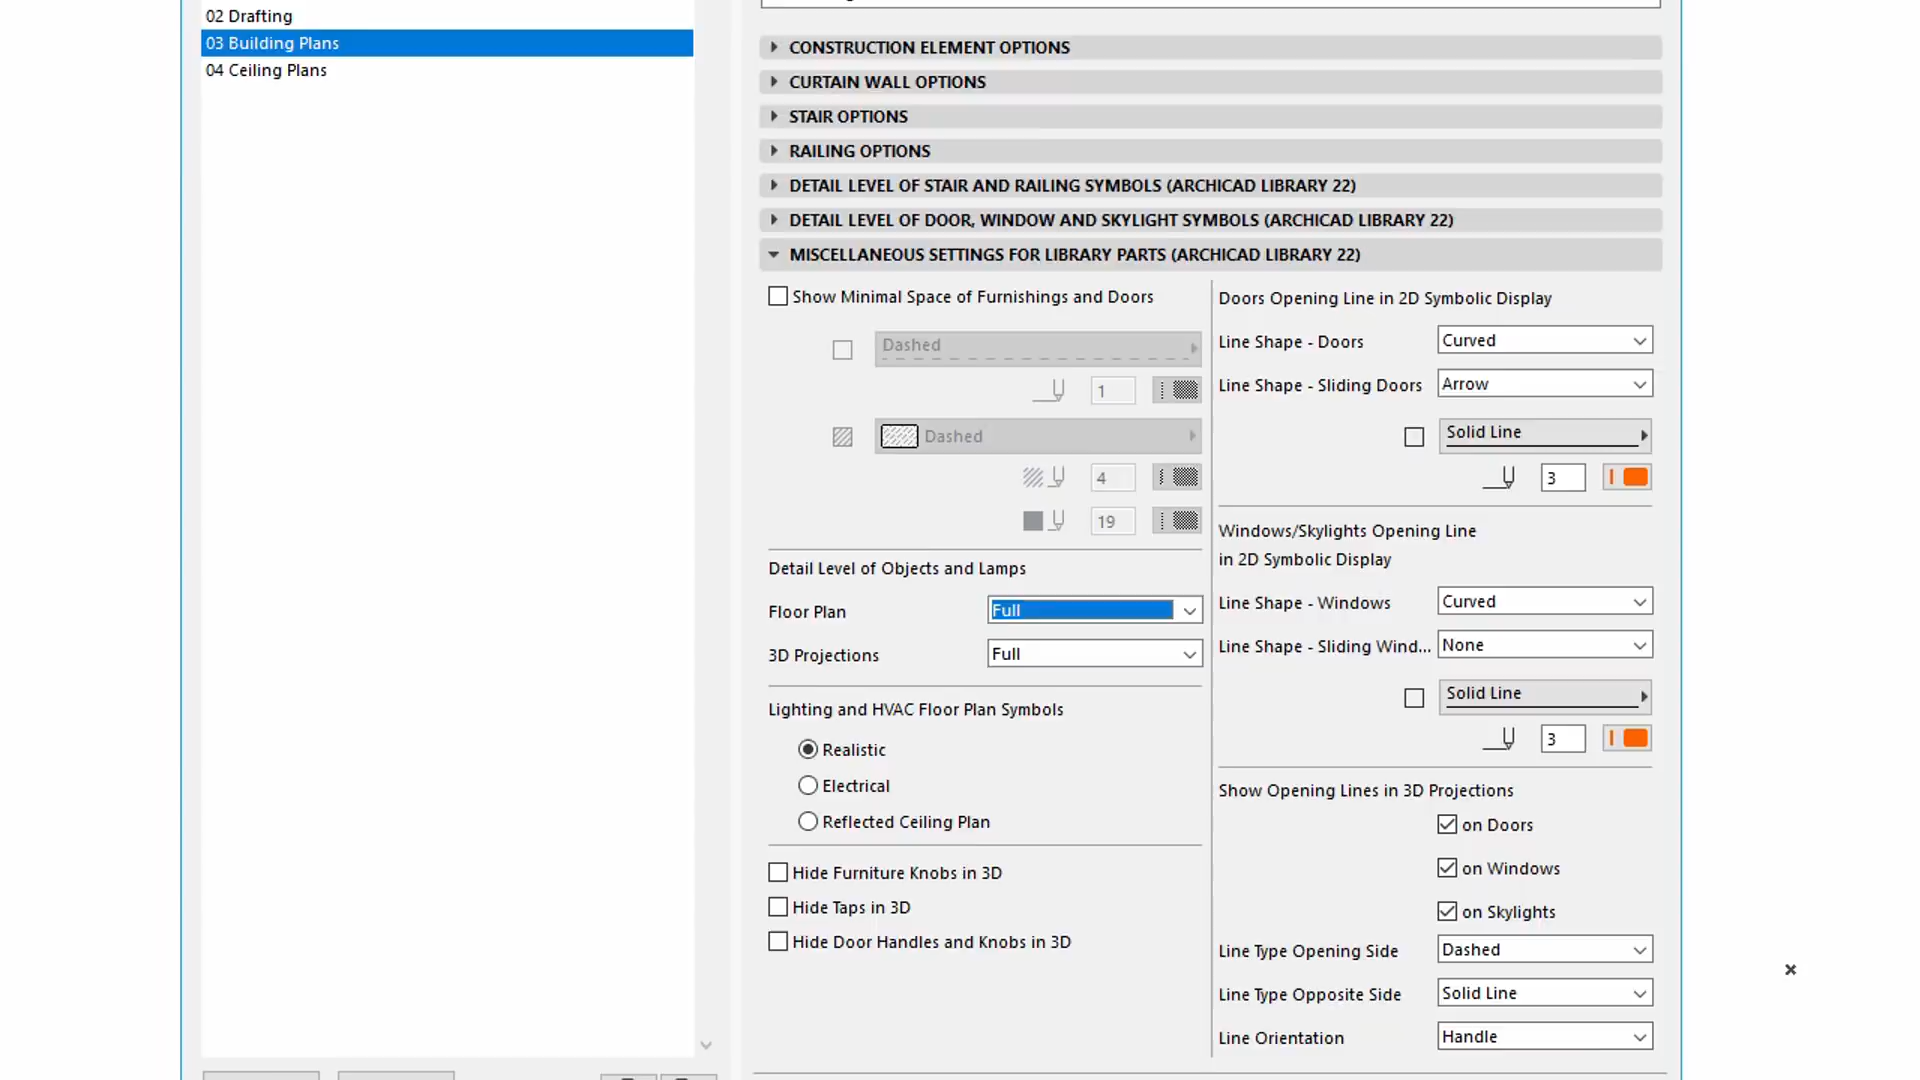 02 Drafting
03 Building Plans
04 Ceiling Plans
CONSTRUCTION ELEMENT OPTIONS
CURTAIN WALL OPTIONS
STAIR OPTIONS
RAILING OPTIONS
DETAIL LEVEL OF STAIR AND RAILING SYMBOLS (ARCHICAD LIBRARY 22)
DETAIL LEVEL OF DOOR, WINDOW AND SKYLIGHT SYMBOLS (ARCHICAD LIBRARY 22)
MISCELLANEOUS SETTINGS FOR LIBRARY PARTS (ARCHICAD LIBRARY 22)
Show Minimal Space of Furnishings and Doors
Dashed
1
Dashed
4
19
Detail Level of Objects and Lamps
Floor Plan Full
3D Projections Full
Lighting and HVAC Floor Plan Symbols
Realistic
Electrical
Reflected Ceiling Plan
Hide Furniture Knobs in 3D
Hide Taps in 3D
Hide Door Handles and Knobs in 3D
Doors Opening Line in 2D Symbolic Display
Line Shape - Doors Curved
Line Shape - Sliding Doors Arrow
Solid Line
3
Windows/Skylights Opening Line
in 2D Symbolic Display
Line Shape - Windows Curved
Line Shape - Sliding Wind... None
Solid Line
3
Show Opening Lines in 3D Projections
on Doors
on Windows
on Skylights
Line Type Opening Side Dashed
Line Type Opposite Side Solid Line
Line Orientation Handle